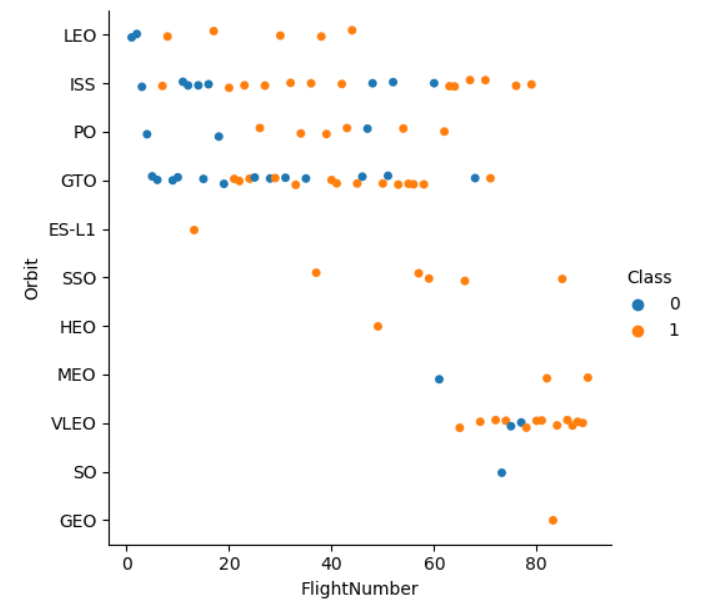 LEO
ISS
PO
GTO
ES-L1
SSO
HEO
MEO
VLEO
SO
GEO
Orbit
0 20 40 60 80
FlightNumber
Class
0
1